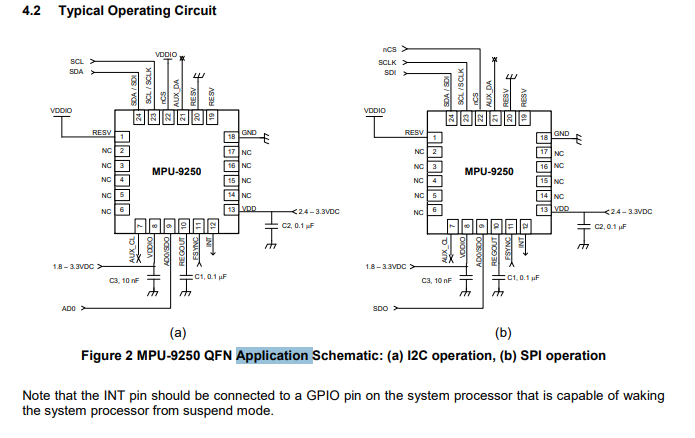 4.2 Typical Operating Circuit
SCL
SDA
VDDIO
VDDIO
SDA / SDI
SCL / SCLK
nCS
AUX_DA
RESV
RESV
24
23
22
21
20
19
RESV
NC
NC
NC
NC
NC
1
2
3
4
5
6
MPU-9250
18
17
16
15
14
13
GND
NC
NC
NC
NC
VDD
2.4 – 3.3VDC
C2, 0.1 µF
7
8
9
10
11
12
AUX_CL
VDDIO
AD0/SDO
REGOUT
FSYNC
INT
1.8 – 3.3VDC
C3, 10 nF
C1, 0.1 µF
AD0
(a)
nCS
SCLK
SDI
VDDIO
SDA / SDI
SCL / SCLK
nCS
AUX_DA
RESV
RESV
24
23
22
21
20
19
RESV
NC
NC
NC
NC
NC
1
2
3
4
5
6
MPU-9250
18
17
16
15
14
13
GND
NC
NC
NC
NC
VDD
2.4 – 3.3VDC
C2, 0.1 µF
7
8
9
10
11
12
AUX_CL
VDDIO
AD0/SDO
REGOUT
FSYNC
INT
1.8 – 3.3VDC
C3, 10 nF
C1, 0.1 µF
SDO
(b)
Figure 2 MPU-9250 QFN Application Schematic: (a) I2C operation, (b) SPI operation
Note that the INT pin should be connected to a GPIO pin on the system processor that is capable of waking
the system processor from suspend mode.